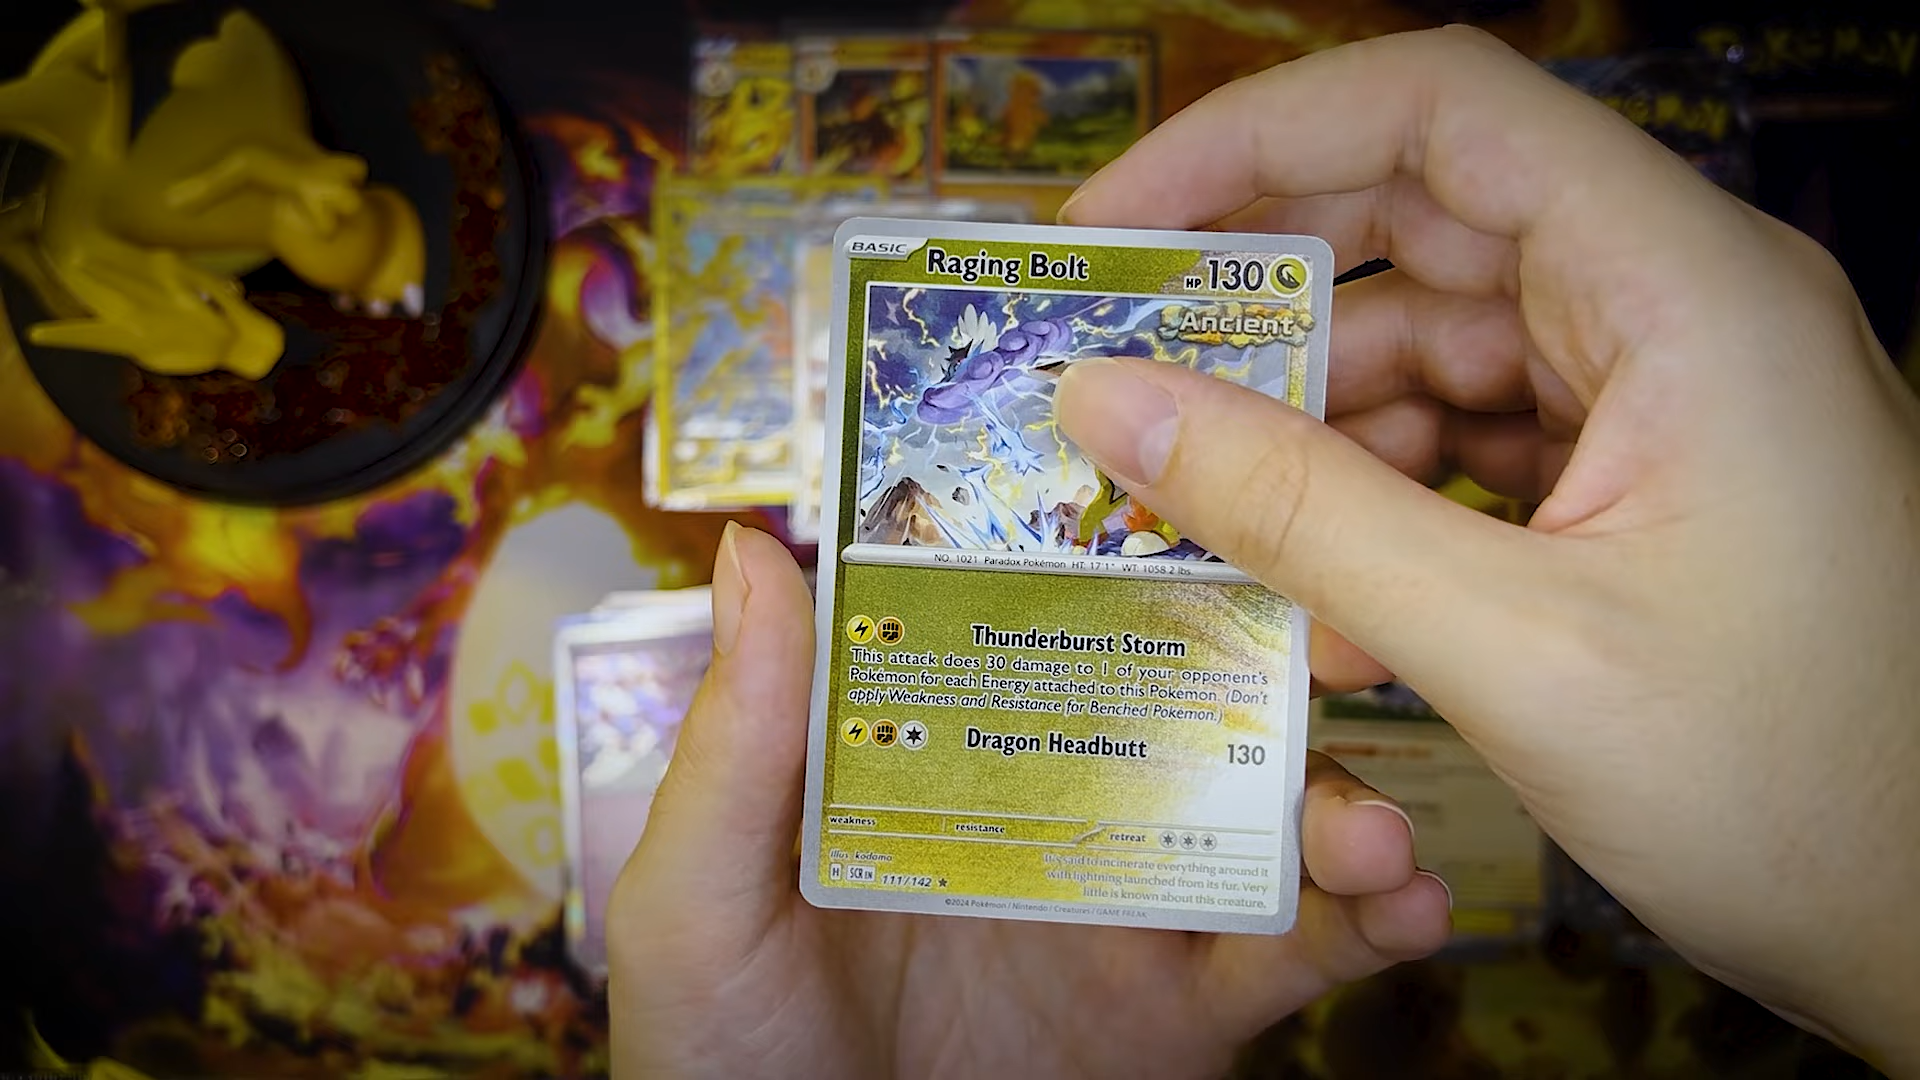 POKÉMON
BASIC
Raging Bolt
HP 130
Ancient
NO. 1021 Paradox Pokémon HT: 17'1" WT: 1058.2 lbs.
Thunderburst Storm
This attack does 30 damage to 1 of your opponent's
Pokémon for each Energy attached to this Pokémon. (Don't
apply Weakness and Resistance for Benched Pokémon.)
Dragon Headbutt 130
weakness resistance retreat
Illus. kodama
H SCR EN 111/142
It is said to incinerate everything around it
with lightning launched from its fur. Very
little is known about this creature.
©2024 Pokémon / Nintendo / Creatures / GAME FREAK